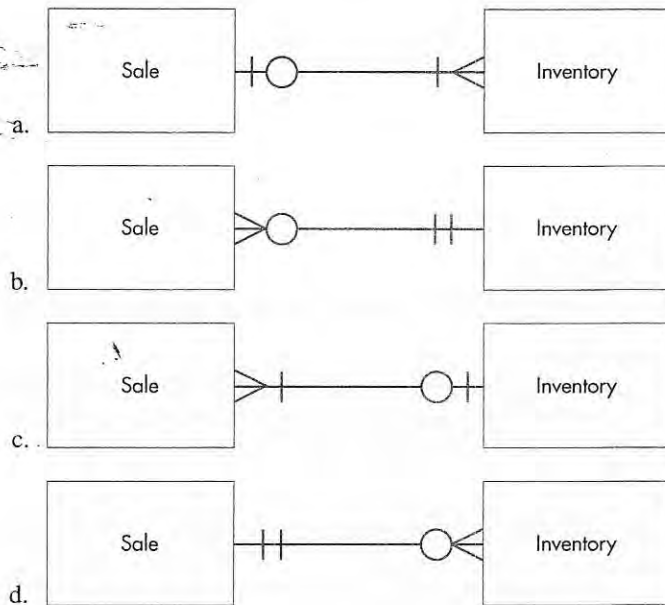 Sale
Inventory
a.
Sale
Inventory
b.
Sale
Inventory
c.
Sale
Inventory
d.